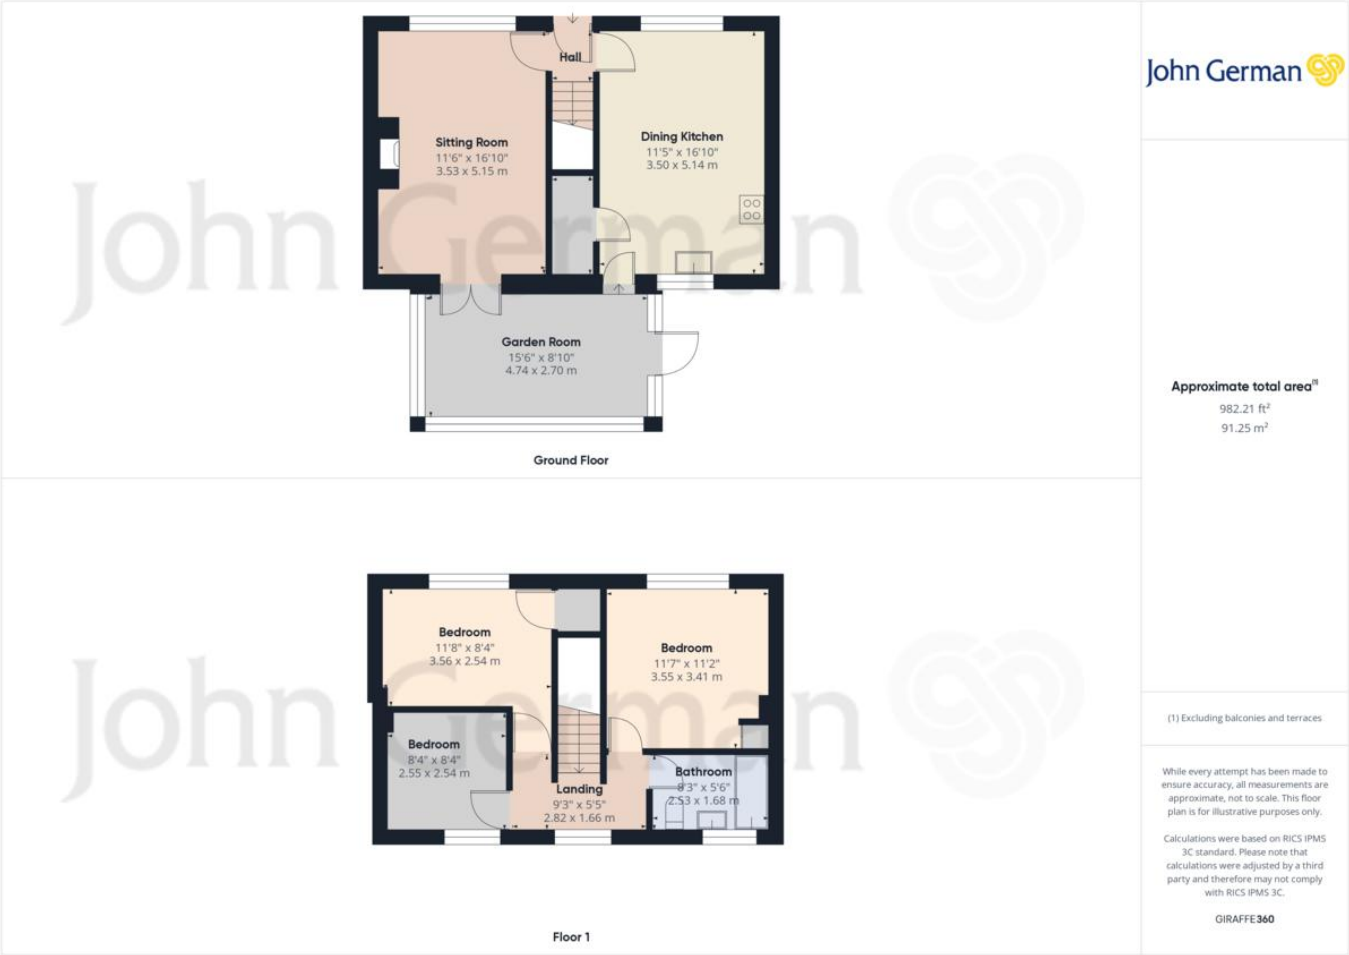 Hall
Sitting Room
11'6" x 16'10"
3.53 x 5.15 m
Dining Kitchen
11'5" x 16'10"
3.50 x 5.14 m
John German
Garden Room
15'6" x 8'10"
4.74 x 2.70 m
Ground Floor
Bedroom
11'8" x 8'4"
3.56 x 2.54 m
Bedroom
11'7" x 11'2"
3.55 x 3.41 m
John German
Bedroom
8'4" x 8'4"
2.55 x 2.54 m
Landing
9'3" x 5'5"
2.82 x 1.66 m
Bathroom
8'3" x 5'6"
2.53 x 1.68 m
Floor 1
John German
Approximate total area(1)
982.21 ft²
91.25 m²
(1) Excluding balconies and terraces
While every attempt has been made to
ensure accuracy, all measurements are
approximate, not to scale. This floor
plan is for illustrative purposes only.
Calculations were based on RICS IPMS
3C standard. Please note that
calculations were adjusted by a third
party and therefore may not comply
with RICS IPMS 3C.
GIRAFFE360